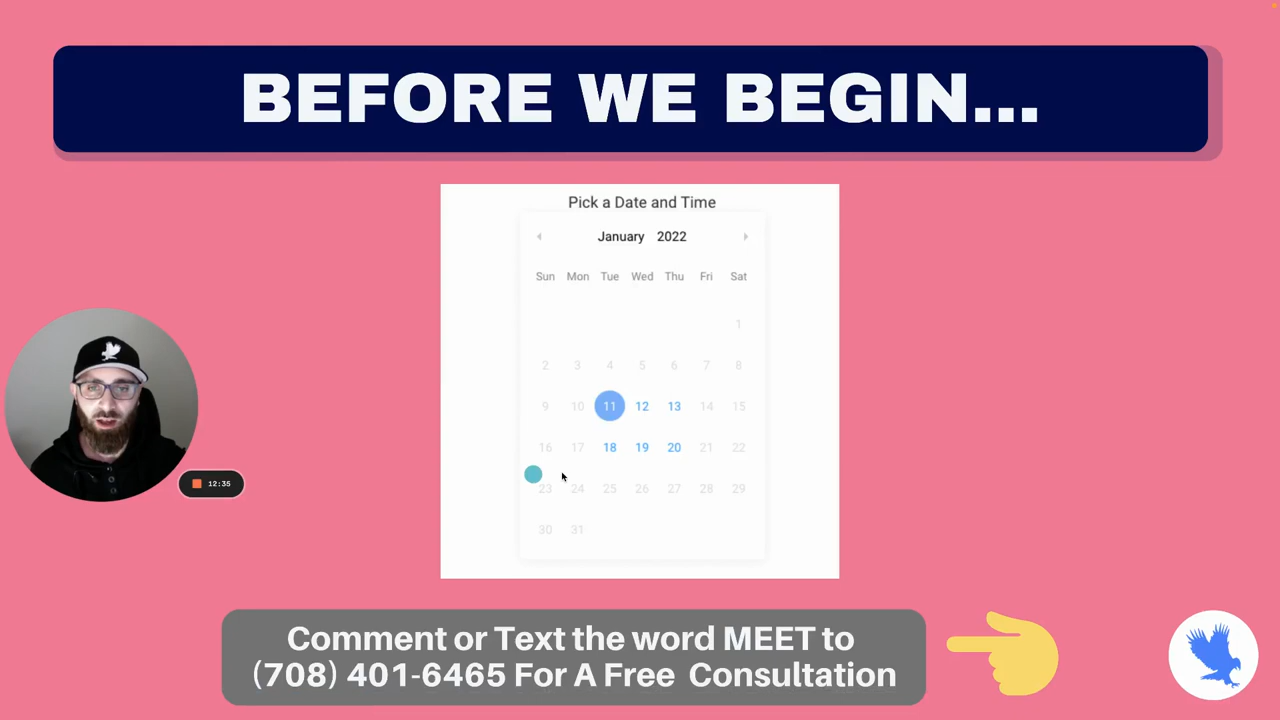 BEFORE WE BEGIN...
Pick a Date and Time
January 2022
Sun Mon Tue Wed Thu Fri Sat
1
2 3 4 5 6 7 8
9 10 11 12 13 14 15
16 17 18 19 20 21 22
23 24 25 26 27 28 29
30 31
12:35
Comment or Text the word MEET to
(708) 401-6465 For A Free Consultation